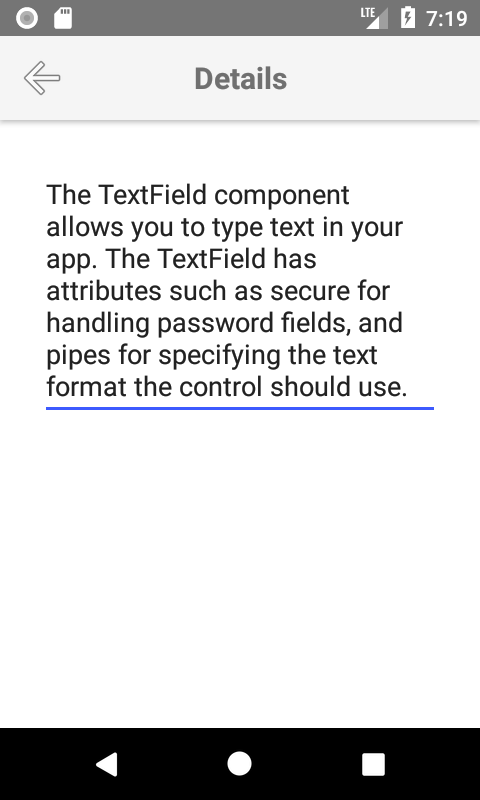 LTE 7:19
Details
The TextField component
allows you to type text in your
app. The TextField has
attributes such as secure for
handling password fields, and
pipes for specifying the text
format the control should use.